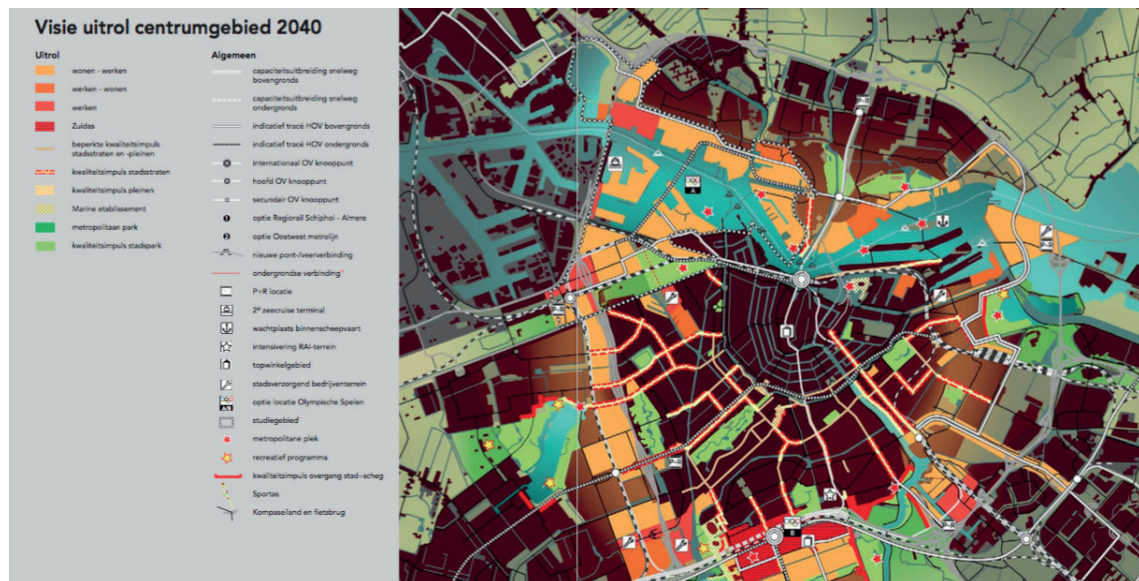 Visie uitrol centrumgebied 2040
Uitrol
wonen - werken
werken - wonen
werken
Zuidas
beperkte kwaliteitsimpuls
stadsstraten en -pleinen
kwaliteitsimpuls stadsstraten
kwaliteitsimpuls pleinen
Marine etablissement
metropolitaan park
kwaliteitsimpuls stadspark
Algemeen
capaciteitsuitbreiding snelweg
bovengronds
capaciteitsuitbreiding snelweg
ondergronds
indicatief tracé HOV bovengronds
indicatief tracé HOV ondergronds
internationaal OV knooppunt
hoofd OV knooppunt
secundair OV knooppunt
1 optie Regiorail Schiphol - Almere
2 optie Oostwest metrolijn
nieuwe pont-/veerverbinding
ondergrondse verbinding
P+R locatie
2e zeecruise terminal
wachtplaats binnenscheepvaart
intensivering RAI-terrein
topwinkelgebied
stadsverzorgend bedrijventerrein
A/B optie locatie Olympische Spelen
studiegebied
metropolitane plek
recreatief programma
kwaliteitsimpuls overgang stad-scheg
Sportas
Kompaseiland en fietsbrug
P+R
A
P+R
P+R
P+R
B
P+R